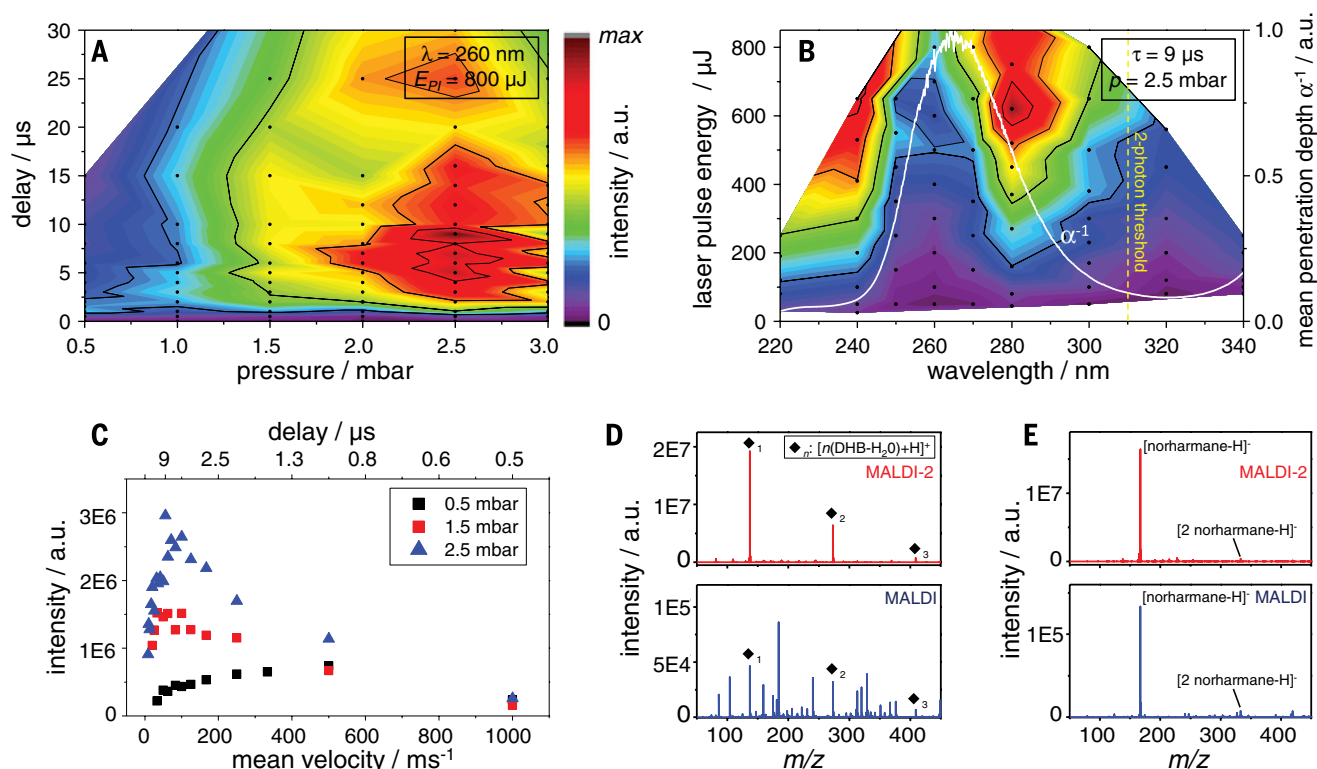 A
delay / μs
30
25
20
15
10
5
0
0.5
1.0
1.5
2.0
2.5
3.0
pressure / mbar
λ = 260 nm
E_PI = 800 μJ
max
0
intensity / a.u.
B
laser pulse energy / μJ
800
600
400
200
0
220
240
260
280
300
320
340
wavelength / nm
τ = 9 μs
p = 2.5 mbar
2-photon threshold
α⁻¹
1.0
0.5
0.0
mean penetration depth α⁻¹ / a.u.
C
delay / μs
9
2.5
1.3
0.8
0.6
0.5
intensity / a.u.
3E6
2E6
1E6
0
0.5 mbar
1.5 mbar
2.5 mbar
0
200
400
600
800
1000
mean velocity / ms⁻¹
D
intensity / a.u.
2E7
1E7
0
◆ₙ: [n(DHB-H₂0)+H]⁺
MALDI-2
◆₁
◆₂
◆₃
1E5
5E4
0
MALDI
◆₁
◆₂
◆₃
100
200
300
400
m/z
E
1E7
0
[norharmane-H]⁻
MALDI-2
[2 norharmane-H]⁻
1E5
0
[norharmane-H]⁻
MALDI
[2 norharmane-H]⁻
100
200
300
400
m/z